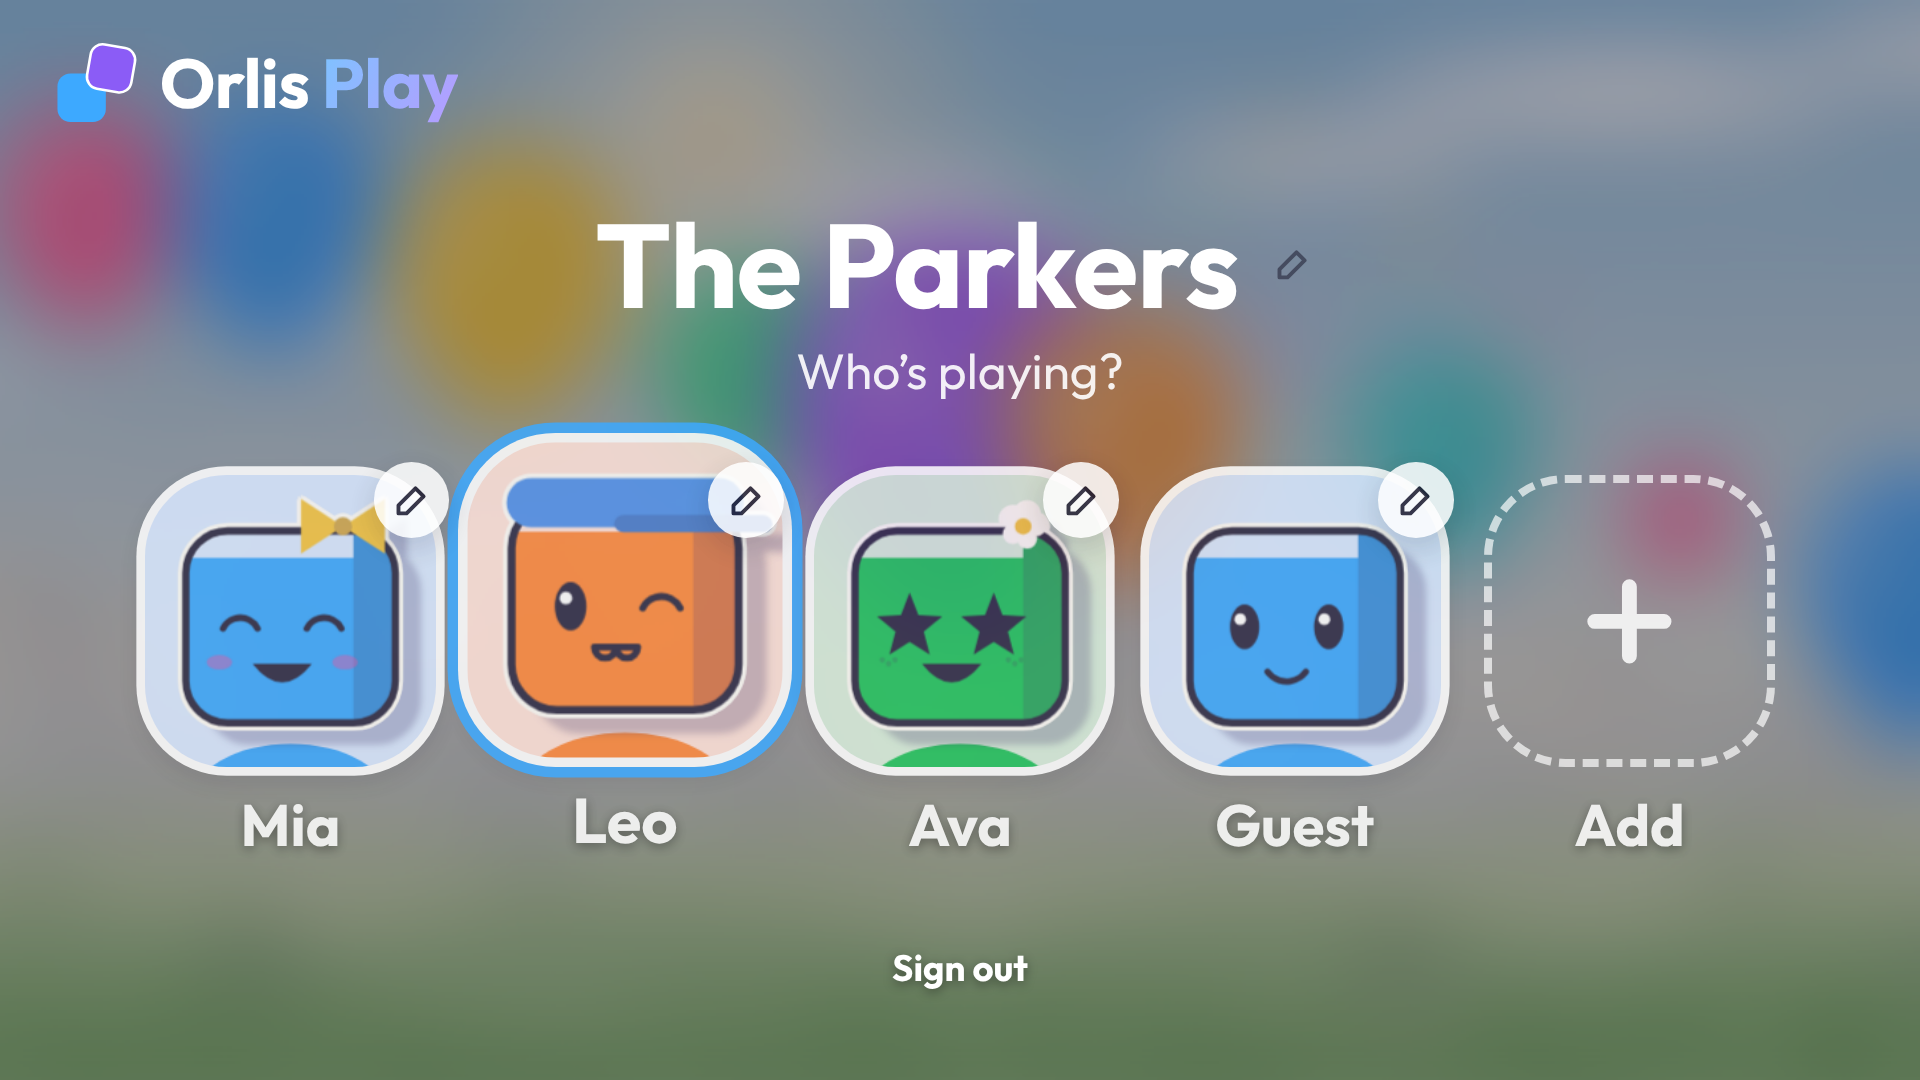 Orlis Play
The Parkers
Who’s playing?
Mia
Leo
Ava
Guest
Add
Sign out